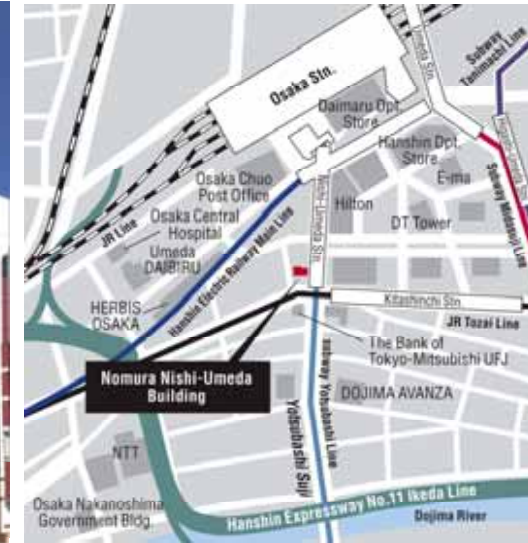 Osaka Stn.
Umeda Stn.
Subway
Tanimachi Line
Daimaru Dpt.
Store
Hanshin Dpt.
Store
E-ma
Subway Midosuji Line
Osaka Chuo
Post Office
Nishi-Umeda Stn.
Hilton
DT Tower
JR Line
Osaka Central
Hospital
Umeda
DAIBIRU
Hanshin Electric Railway Main Line
HERBIS
OSAKA
Kitashinchi Stn.
JR Tozai Line
The Bank of
Tokyo-Mitsubishi UFJ
Nomura Nishi-Umeda
Building
DOJIMA AVANZA
subway Yotsubashi Line
Yotsubashi Suji
NTT
Osaka Nakanoshima
Government Bldg.
Hanshin Expressway No.11 Ikeda Line
Dojima River